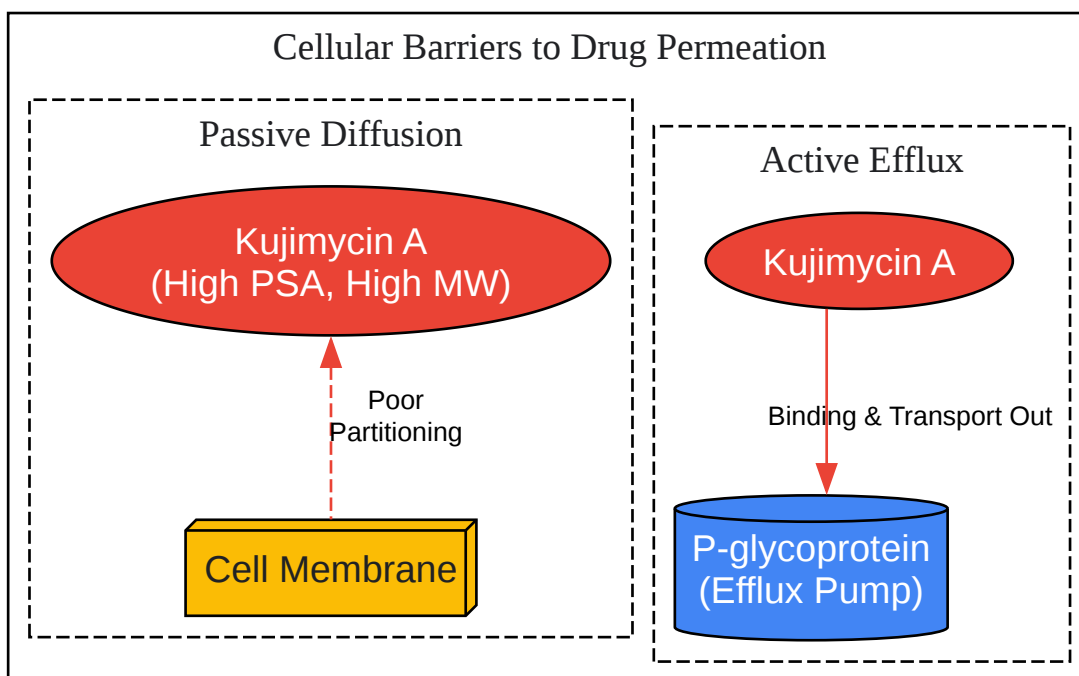 Cellular Barriers to Drug Permeation
Passive Diffusion
Kujimycin A
(High PSA, High MW)
Poor
Partitioning
Cell Membrane
Active Efflux
Kujimycin A
Binding & Transport Out
P-glycoprotein
(Efflux Pump)